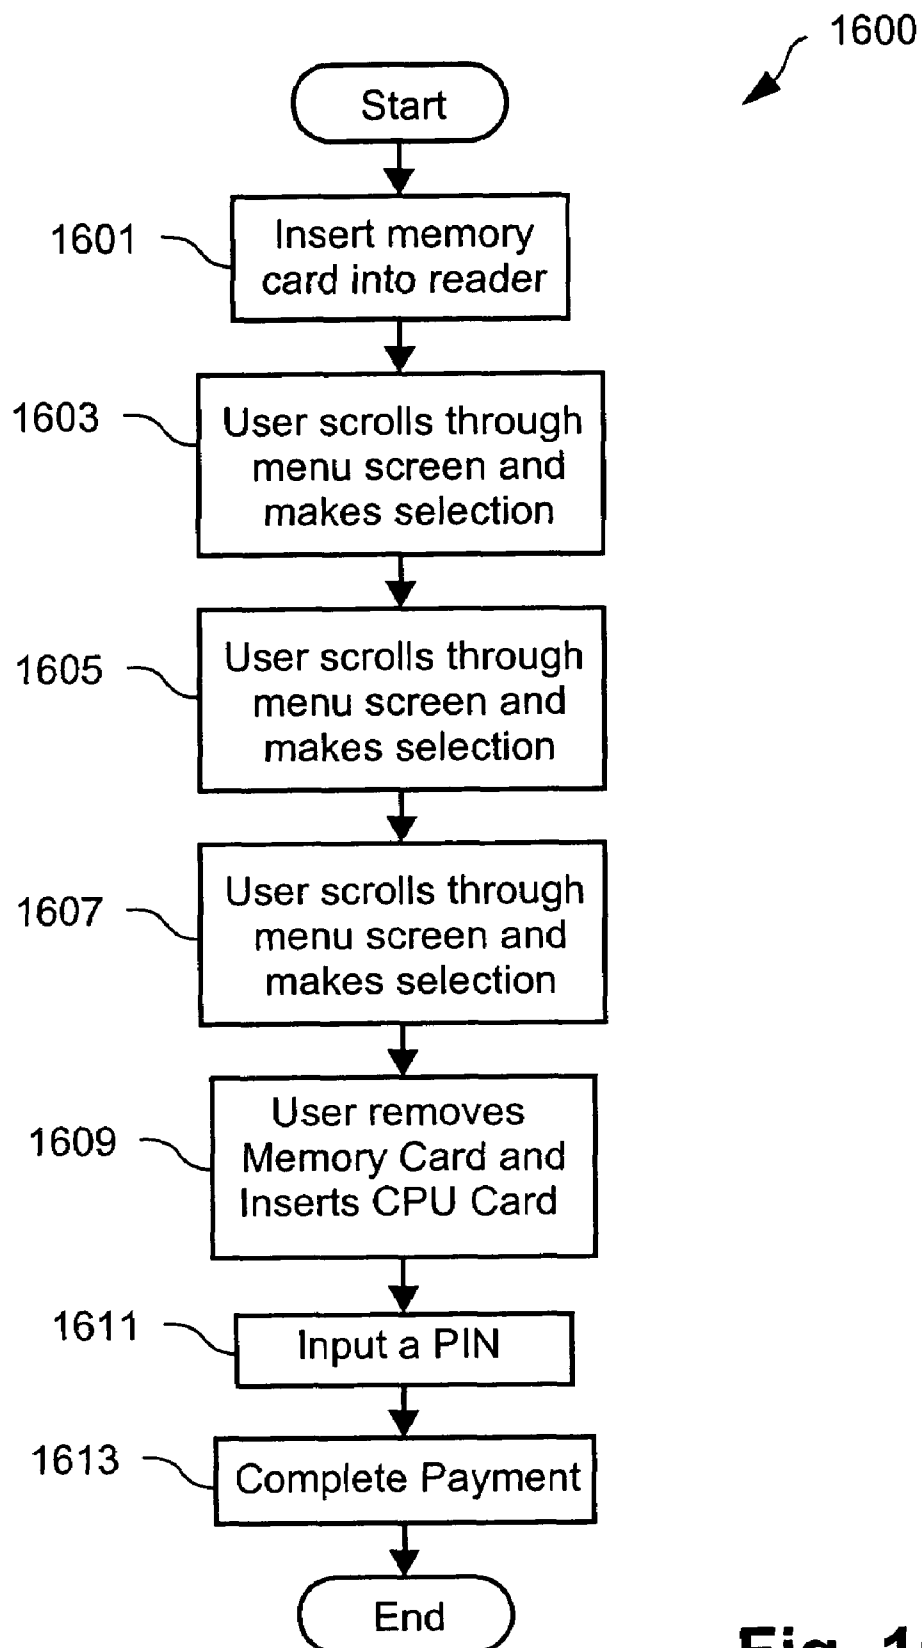 1600
Start
1601
Insert memory
card into reader
1603
User scrolls through
menu screen and
makes selection
1605
User scrolls through
menu screen and
makes selection
1607
User scrolls through
menu screen and
makes selection
1609
User removes
Memory Card and
Inserts CPU Card
1611
Input a PIN
1613
Complete Payment
End
Fig.